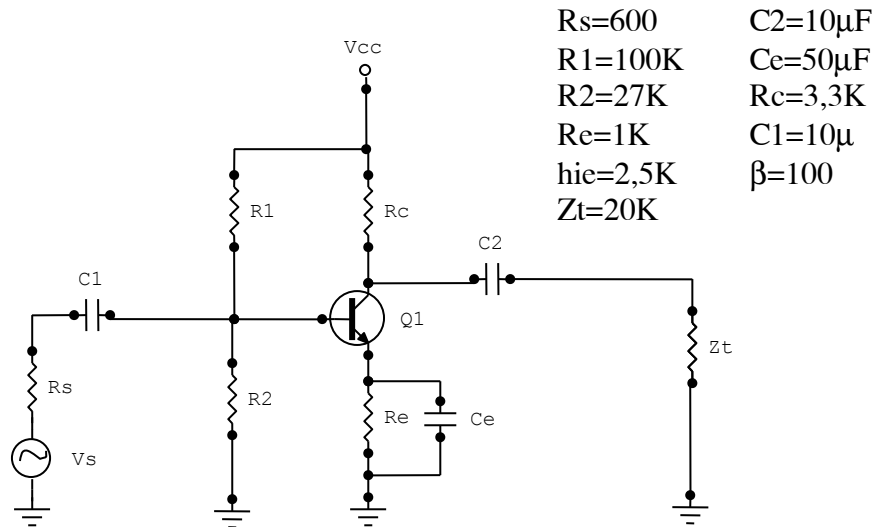 Rs=600 C2=10µF
R1=100K Ce=50µF
R2=27K Rc=3,3K
Re=1K C1=10µ
hie=2,5K β=100
Zt=20K
Vcc
R1
Rc
C2
C1
Q1
Zt
Rs
R2
Re
Ce
Vs